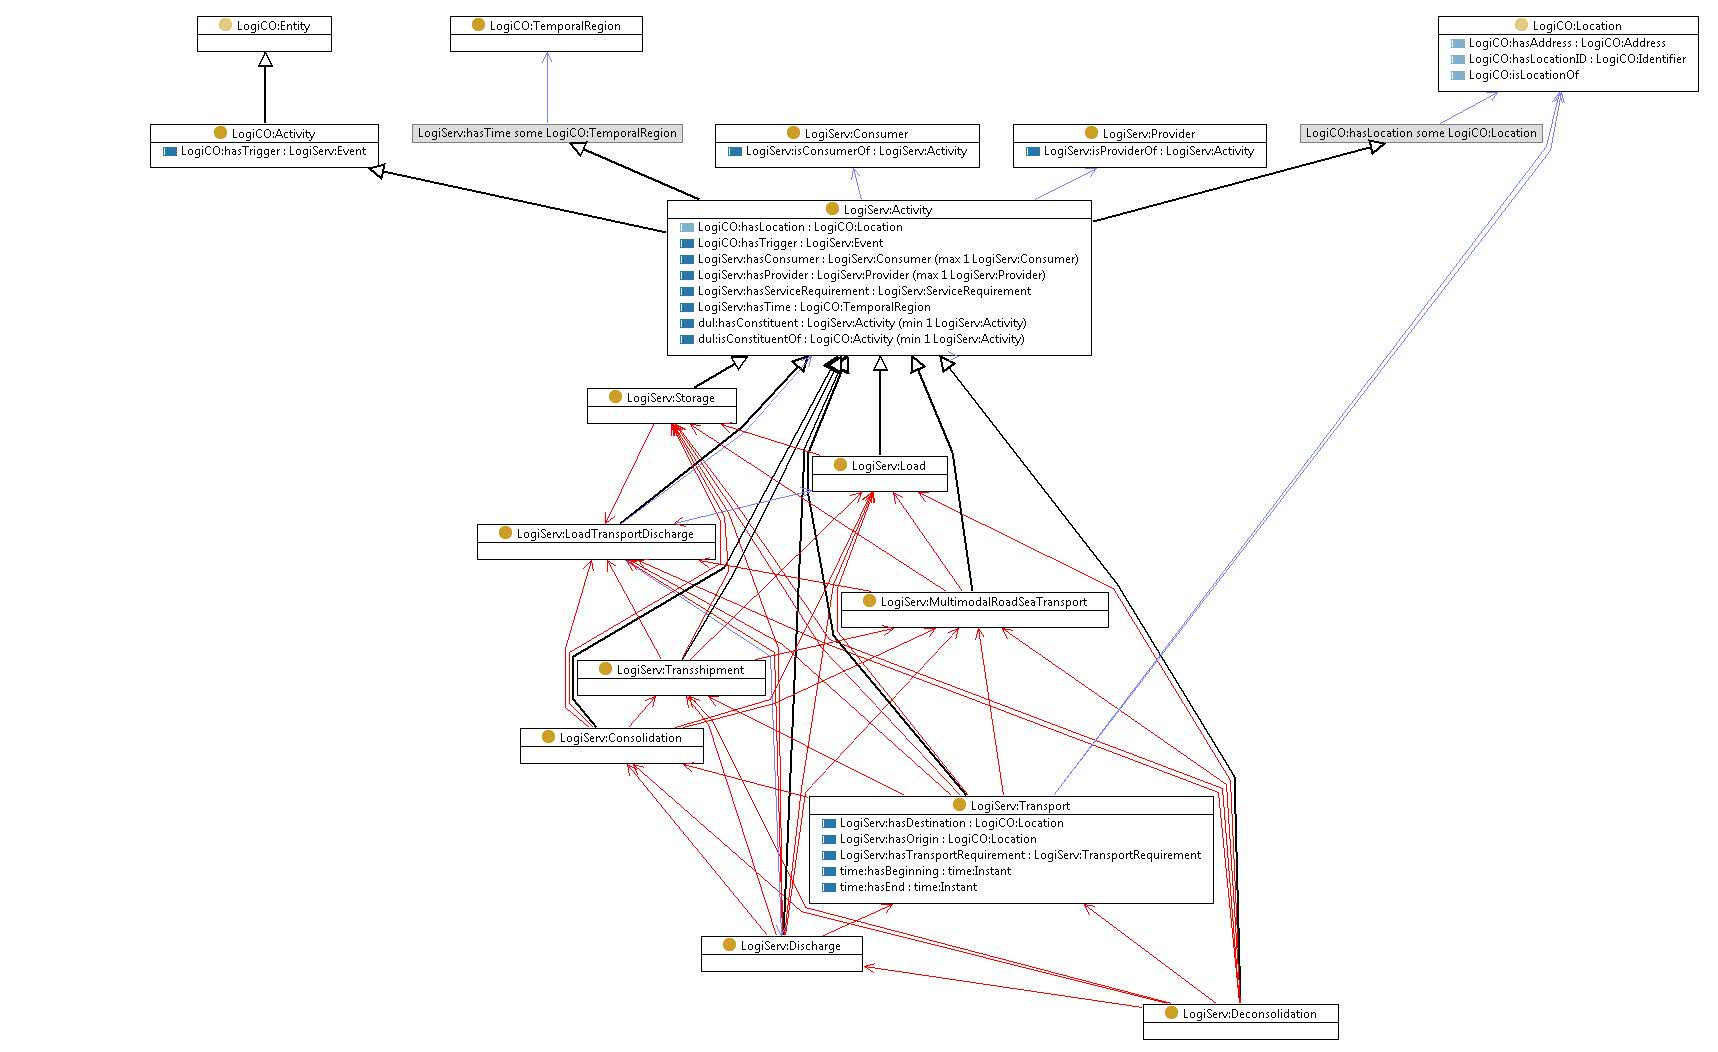 LogiCO:Entity
LogiCO:TemporalRegion
LogiCO:Location
LogiCO:hasAddress : LogiCO:Address
LogiCO:hasLocationID : LogiCO:Identifier
LogiCO:isLocationOf
LogiCO:Activity
LogiCO:hasTrigger : LogiServ:Event
LogiServ:hasTime some LogiCO:TemporalRegion
LogiServ:Consumer
LogiServ:isConsumerOf : LogiServ:Activity
LogiServ:Provider
LogiServ:isProviderOf : LogiServ:Activity
LogiCO:hasLocation some LogiCO:Location
LogiServ:Activity
LogiCO:hasLocation : LogiCO:Location
LogiCO:hasTrigger : LogiServ:Event
LogiServ:hasConsumer : LogiServ:Consumer (max 1 LogiServ:Consumer)
LogiServ:hasProvider : LogiServ:Provider (max 1 LogiServ:Provider)
LogiServ:hasServiceRequirement : LogiServ:ServiceRequirement
LogiServ:hasTime : LogiCO:TemporalRegion
dul:hasConstituent : LogiServ:Activity (min 1 LogiServ:Activity)
dul:isConstituentOf : LogiCO:Activity (min 1 LogiServ:Activity)
LogiServ:Storage
LogiServ:Load
LogiServ:LoadTransportDischarge
LogiServ:MultimodalRoadSeaTransport
LogiServ:Transshipment
LogiServ:Consolidation
LogiServ:Transport
LogiServ:hasDestination : LogiCO:Location
LogiServ:hasOrigin : LogiCO:Location
LogiServ:hasTransportRequirement : LogiServ:TransportRequirement
time:hasBeginning : time:Instant
time:hasEnd : time:Instant
LogiServ:Discharge
LogiServ:Deconsolidation